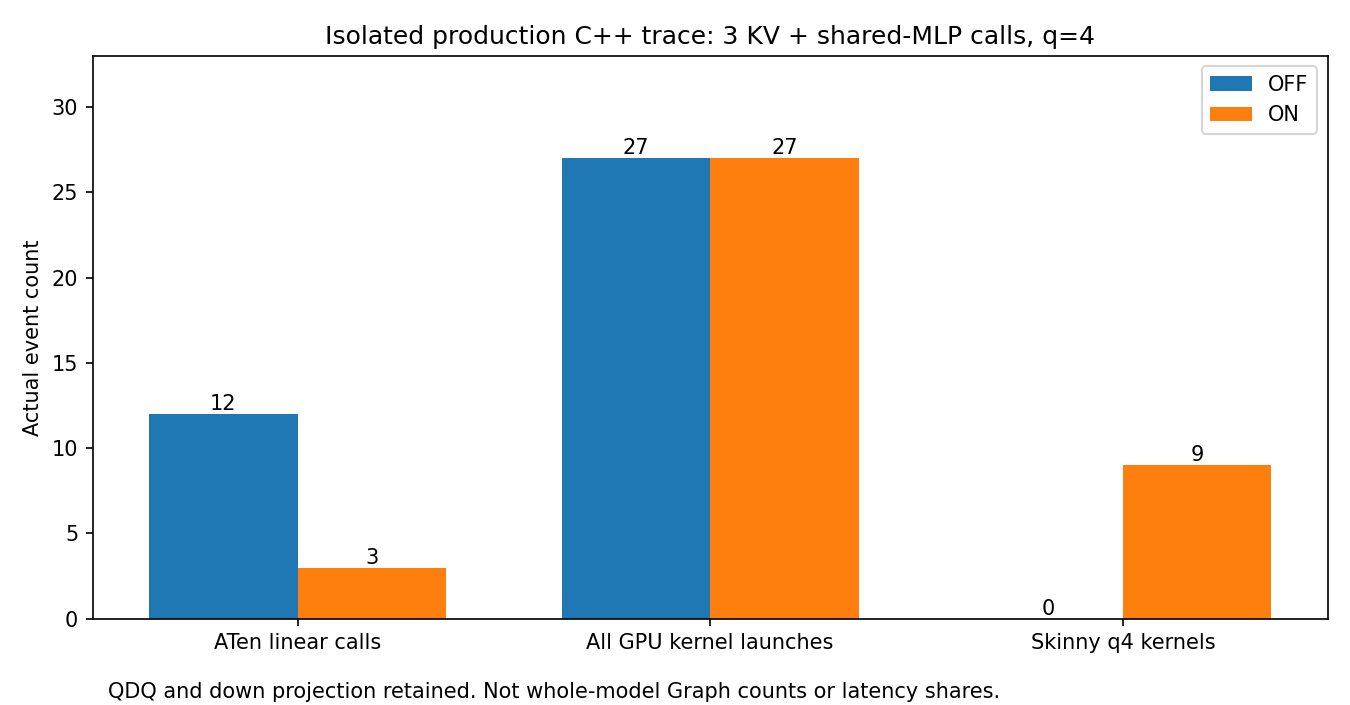 Isolated production C++ trace: 3 KV + shared-MLP calls, q=4
OFF
ON
Actual event count
30
25
20
15
10
5
0
12
3
27
27
0
9
ATen linear calls
All GPU kernel launches
Skinny q4 kernels
QDQ and down projection retained. Not whole-model Graph counts or latency shares.